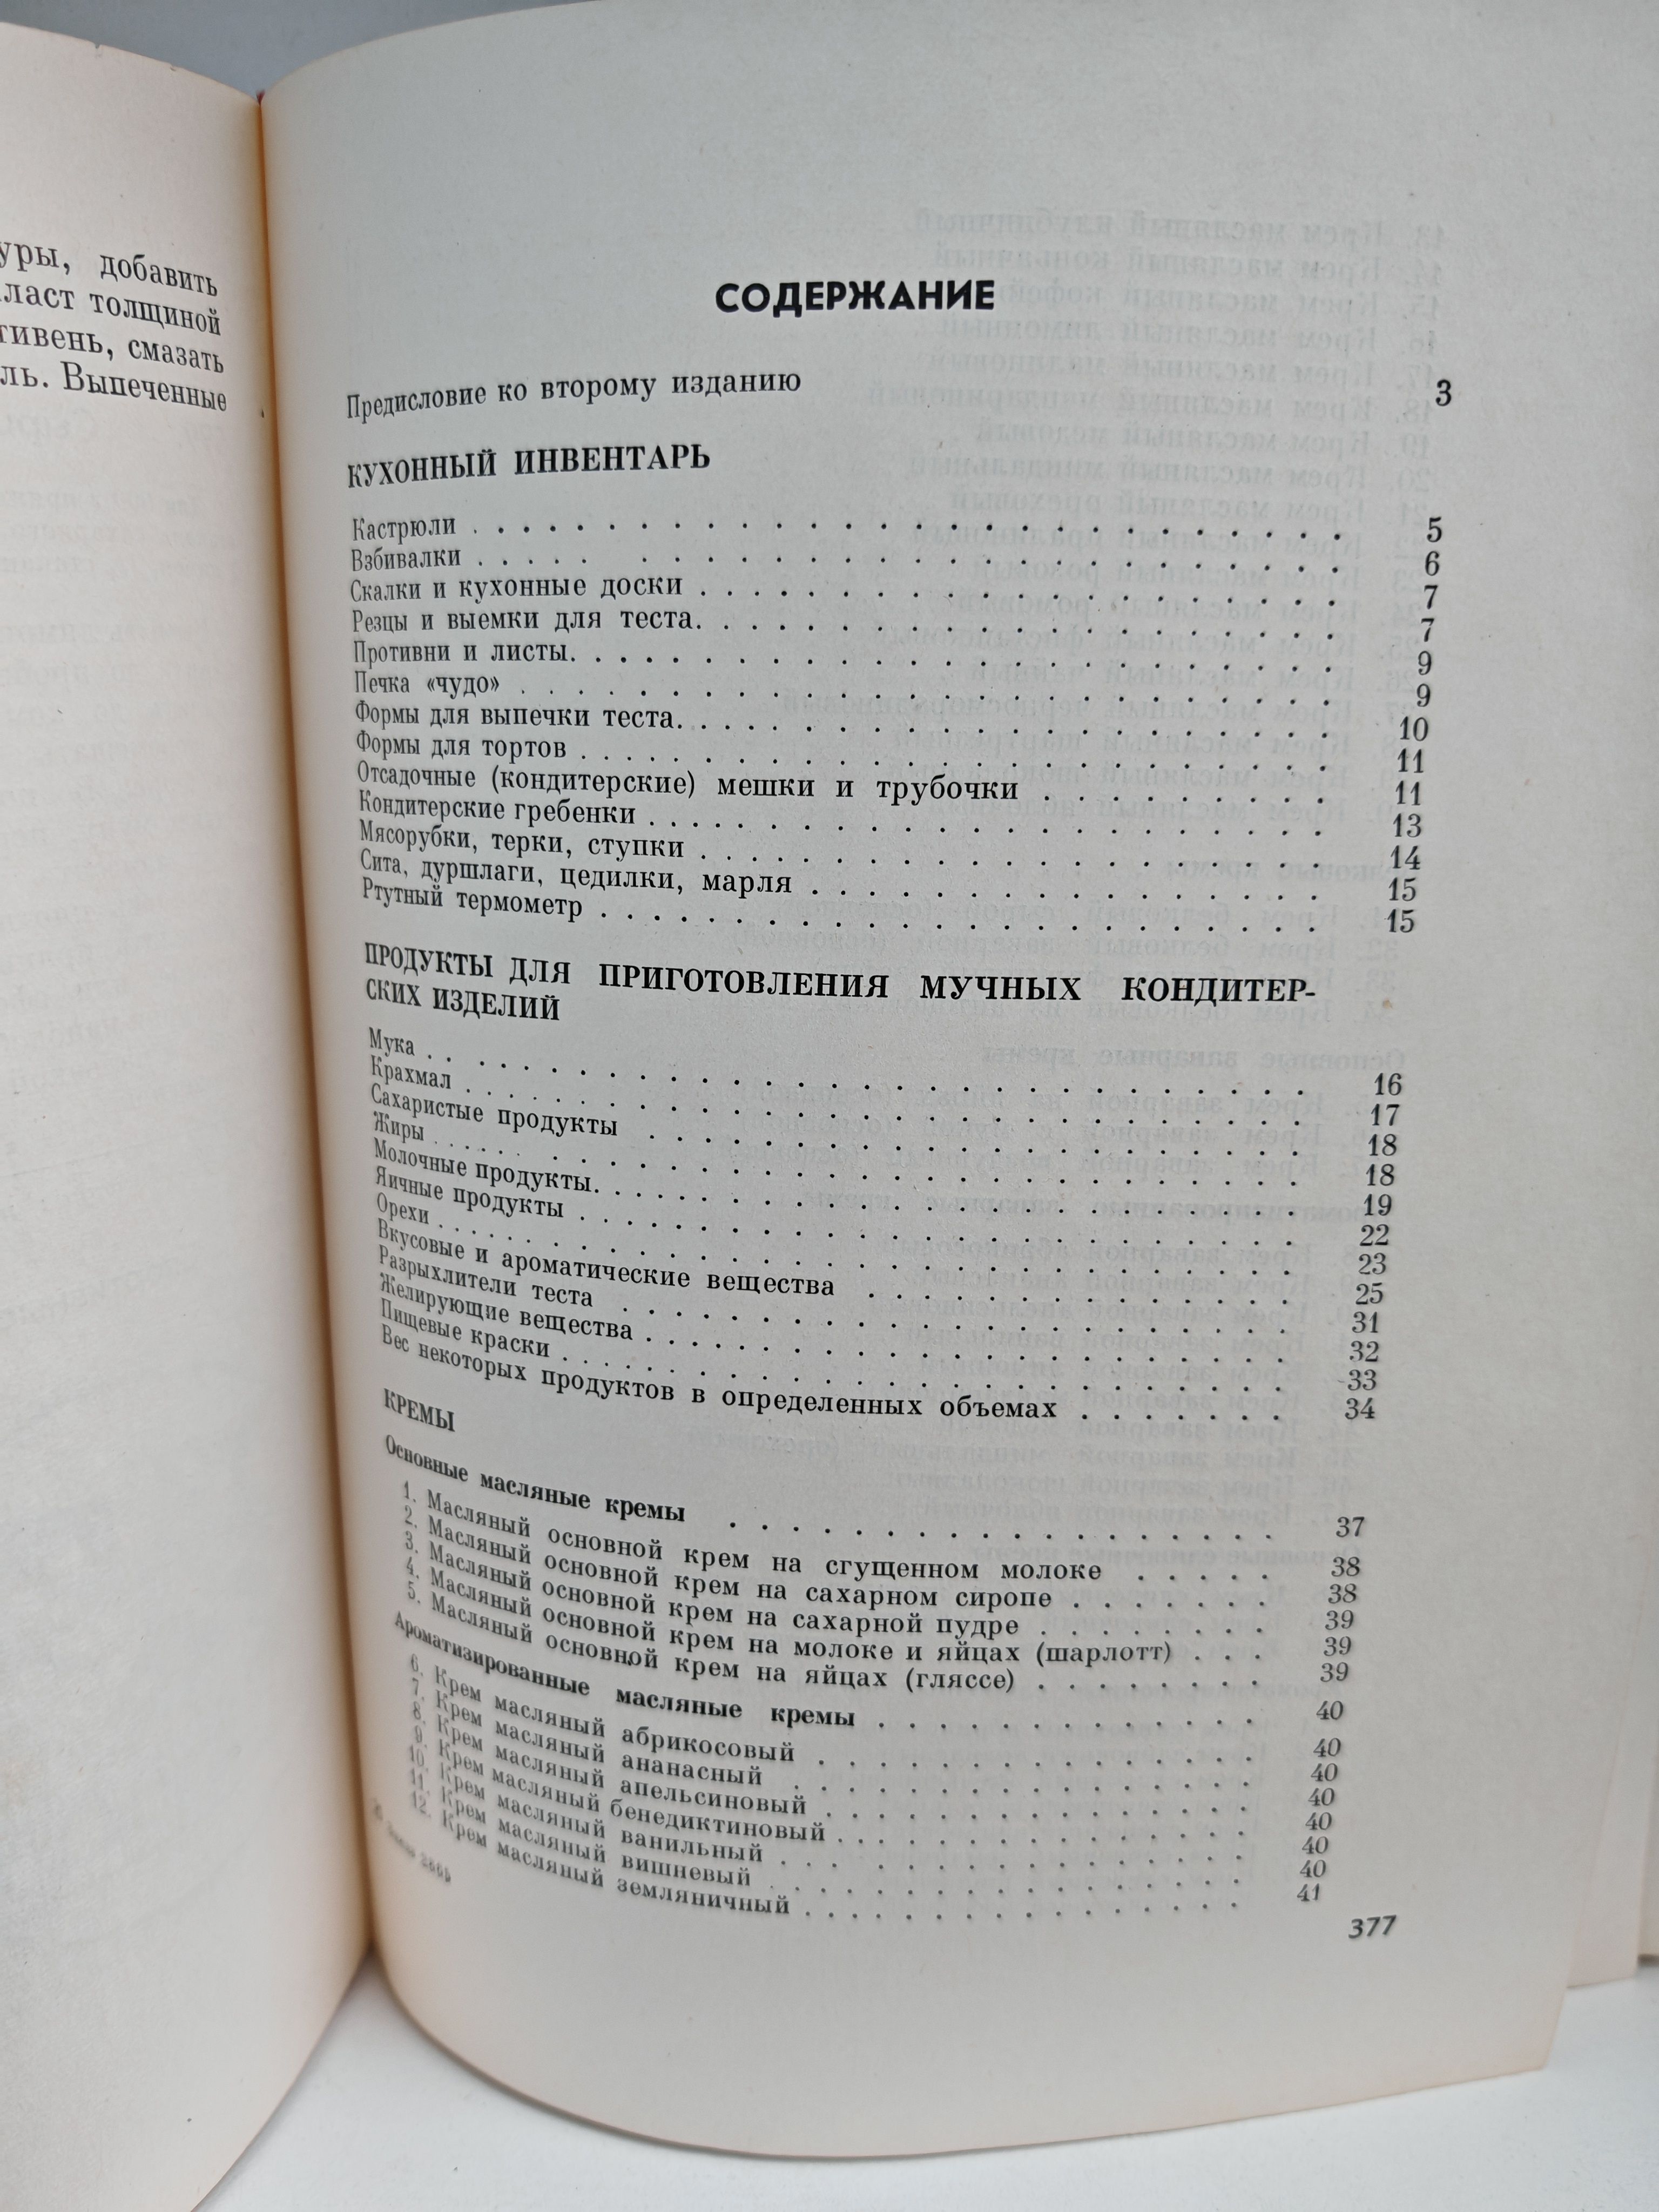 добавить
толщиной
смазать
Выпеченные
СОДЕРЖАНИЕ
Предисловие ко второму изданию 3
КУХОННЫЙ ИНВЕНТАРЬ
Кастрюли . . . . . . . . . . 5
Взбивалки . . . . . . . . . . 6
Скалки и кухонные доски . . . . . . . . . . 7
Резцы и выемки для теста. . . . . . . . . . 7
Противни и листы. . . . . . . . . . 9
Печка «чудо» . . . . . . . . . . 9
Формы для выпечки теста. . . . . . . . . . 10
Формы для тортов . . . . . . . . . . 11
Отсадочные (кондитерские) мешки и трубочки . . . . . . . . . . 11
Кондитерские гребенки . . . . . . . . . . 13
Мясорубки, терки, ступки . . . . . . . . . . 14
Сита, дуршлаги, цедилки, марля . . . . . . . . . . 15
Ртутный термометр . . . . . . . . . . 15
ПРОДУКТЫ ДЛЯ ПРИГОТОВЛЕНИЯ МУЧНЫХ КОНДИТЕР-
СКИХ ИЗДЕЛИЙ
Мука . . . . . . . . . . 16
Крахмал . . . . . . . . . . 17
Сахаристые продукты . . . . . . . . . . 18
Жиры . . . . . . . . . . 18
Молочные продукты. . . . . . . . . . 19
Яичные продукты . . . . . . . . . . 22
Орехи . . . . . . . . . . 23
Вкусовые и ароматические вещества . . . . . . . . . . 25
Разрыхлители теста . . . . . . . . . . 31
Желирующие вещества . . . . . . . . . . 32
Пищевые краски . . . . . . . . . . 33
Вес некоторых продуктов в определенных объемах . . . . . . . 34
КРЕМЫ
Основные масляные кремы . . . . . . . . . . 37
1. Масляный основной крем на сгущенном молоке . . . . . 38
2. Масляный основной крем на сахарном сиропе . . . . . . . 38
3. Масляный основной крем на сахарной пудре . . . . . . . . 39
4. Масляный основной крем на молоке и яйцах (шарлотт) . . . 39
5. Масляный основной крем на яйцах (гляссе) . . . . . . . . 39
Ароматизированные масляные кремы . . . . . . . . . . 40
6. Крем масляный абрикосовый . . . . . . . . . . 40
7. Крем масляный ананасный . . . . . . . . . . 40
8. Крем масляный апельсиновый . . . . . . . . . . 40
9. Крем масляный бенедиктиновый . . . . . . . . . . 40
10. Крем масляный ванильный . . . . . . . . . . 40
11. Крем масляный вишневый . . . . . . . . . . 40
12. Крем масляный земляничный . . . . . . . . . . 41
377